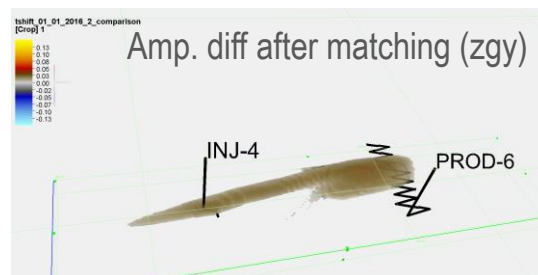 tshift_01_01_2016_2_comparison
[Crop] 1
Amp. diff after matching (zgy)
0.13
0.10
0.08
0.05
0.03
0.00
-0.02
-0.05
-0.07
-0.10
-0.13
INJ-4
PROD-6